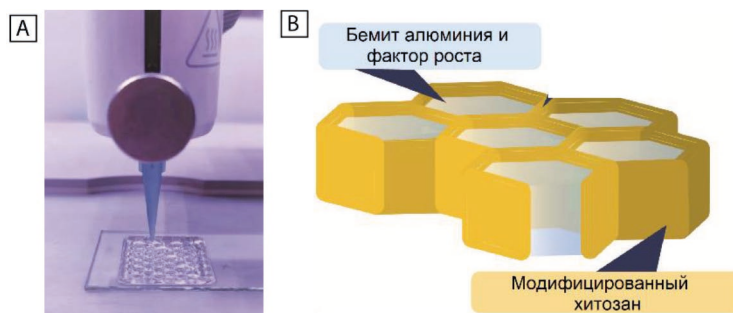 A
B
Бемит алюминия и
фактор роста
Модифицированный
хитозан